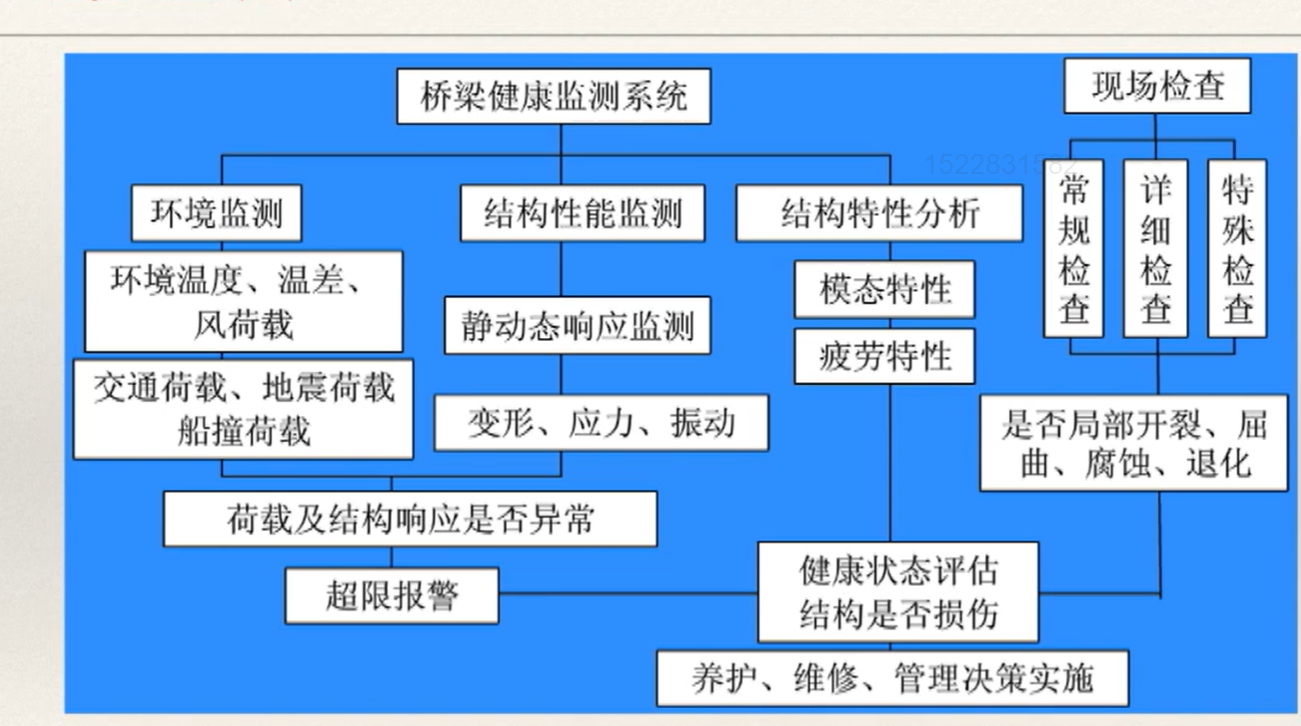 桥梁健康监测系统
现场检查
环境监测
结构性能监测
结构特性分析
常规检查
详细检查
特殊检查
环境温度、温差、
风荷载
静动态响应监测
模态特性
疲劳特性
交通荷载、地震荷载
船撞荷载
变形、应力、振动
是否局部开裂、屈
曲、腐蚀、退化
荷载及结构响应是否异常
超限报警
健康状态评估
结构是否损伤
养护、维修、管理决策实施